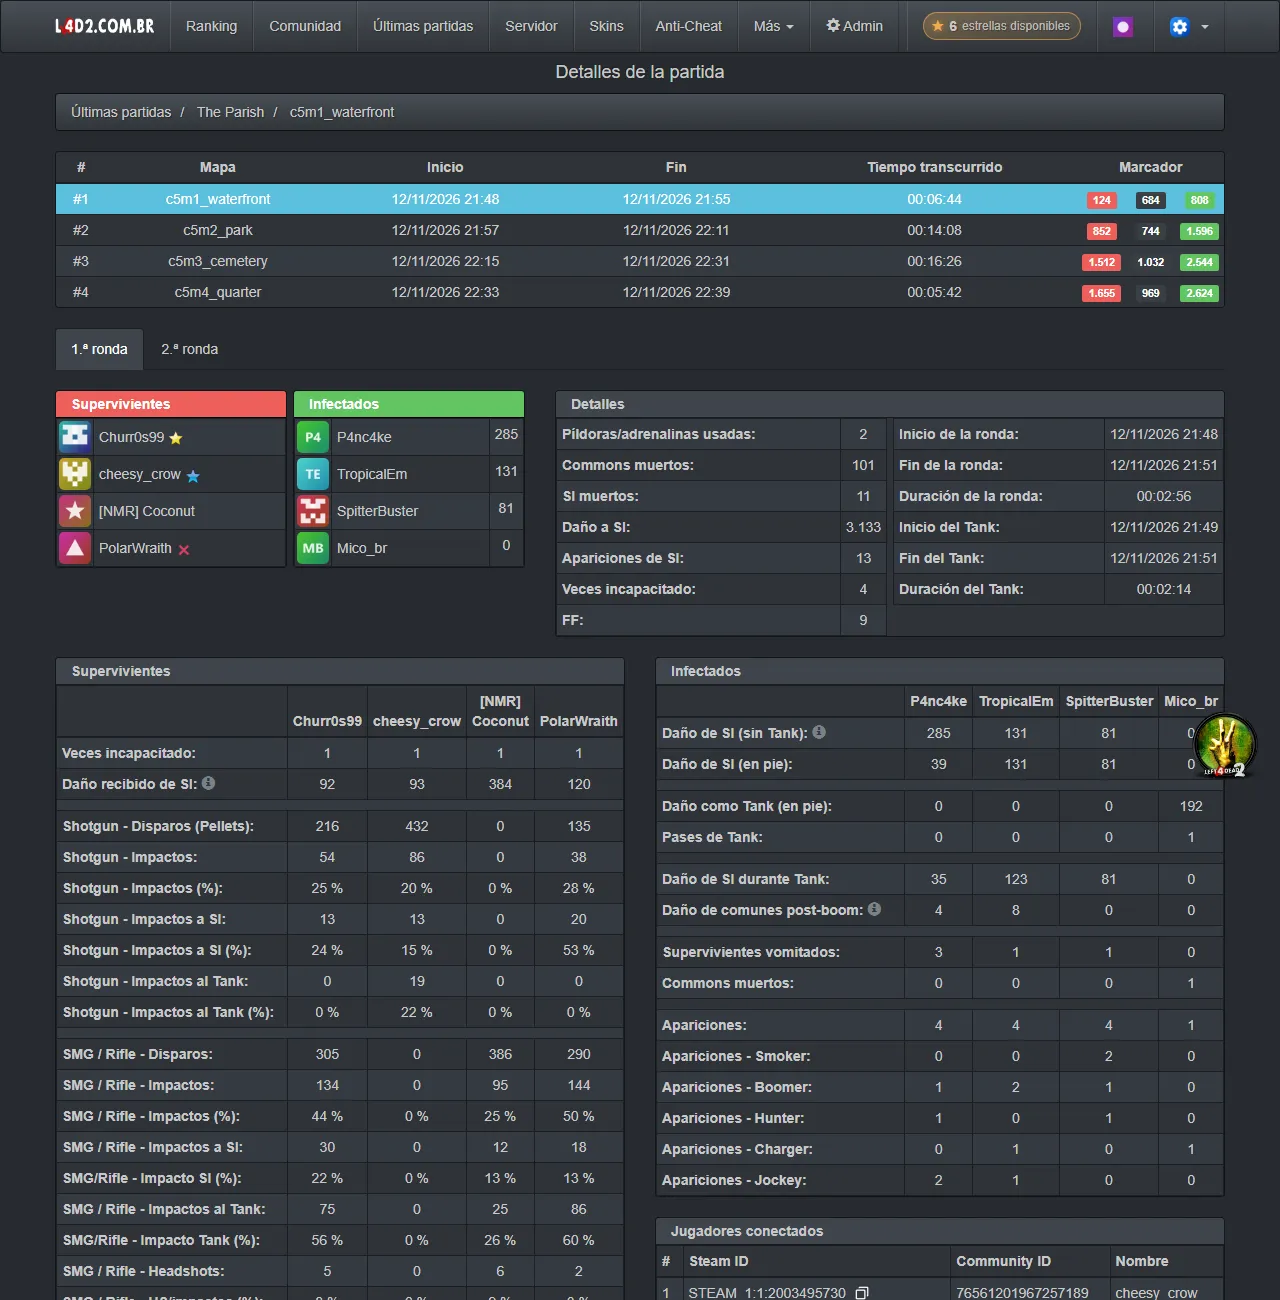 L4D2.COM.BR Ranking Comunidad Últimas partidas Servidor Skins Anti-Cheat Más Admin 6 estrellas disponibles
Detalles de la partida
Últimas partidas / The Parish / c5m1_waterfront
# Mapa Inicio Fin Tiempo transcurrido Marcador
#1 c5m1_waterfront 12/11/2026 21:48 12/11/2026 21:55 00:06:44 124 684 808
#2 c5m2_park 12/11/2026 21:57 12/11/2026 22:11 00:14:08 852 744 1.596
#3 c5m3_cemetery 12/11/2026 22:15 12/11/2026 22:31 00:16:26 1.512 1.032 2.544
#4 c5m4_quarter 12/11/2026 22:33 12/11/2026 22:39 00:05:42 1.655 969 2.624
1.ª ronda 2.ª ronda
Supervivientes
Churr0s99
cheesy_crow
[NMR] Coconut
PolarWraith
Infectados
P4 P4nc4ke 285
TE TropicalEm 131
SpitterBuster 81
MB Mico_br 0
Detalles
Píldoras/adrenalinas usadas: 2
Commons muertos: 101
SI muertos: 11
Daño a SI: 3.133
Apariciones de SI: 13
Veces incapacitado: 4
FF: 9
Inicio de la ronda: 12/11/2026 21:48
Fin de la ronda: 12/11/2026 21:51
Duración de la ronda: 00:02:56
Inicio del Tank: 12/11/2026 21:49
Fin del Tank: 12/11/2026 21:51
Duración del Tank: 00:02:14
Supervivientes
Churr0s99 cheesy_crow [NMR] Coconut PolarWraith
Veces incapacitado: 1 1 1 1
Daño recibido de SI: 92 93 384 120
Shotgun - Disparos (Pellets): 216 432 0 135
Shotgun - Impactos: 54 86 0 38
Shotgun - Impactos (%): 25 % 20 % 0 % 28 %
Shotgun - Impactos a SI: 13 13 0 20
Shotgun - Impactos a SI (%): 24 % 15 % 0 % 53 %
Shotgun - Impactos al Tank: 0 19 0 0
Shotgun - Impactos al Tank (%): 0 % 22 % 0 % 0 %
SMG / Rifle - Disparos: 305 0 386 290
SMG / Rifle - Impactos: 134 0 95 144
SMG / Rifle - Impactos (%): 44 % 0 % 25 % 50 %
SMG / Rifle - Impactos a SI: 30 0 12 18
SMG/Rifle - Impacto SI (%): 22 % 0 % 13 % 13 %
SMG / Rifle - Impactos al Tank: 75 0 25 86
SMG/Rifle - Impacto Tank (%): 56 % 0 % 26 % 60 %
SMG / Rifle - Headshots: 5 0 6 2
Infectados
P4nc4ke TropicalEm SpitterBuster Mico_br
Daño de SI (sin Tank): 285 131 81 0
Daño de SI (en pie): 39 131 81 0
LEFT 4 DEAD 2
Daño como Tank (en pie): 0 0 0 192
Pases de Tank: 0 0 0 1
Daño de SI durante Tank: 35 123 81 0
Daño de comunes post-boom: 4 8 0 0
Supervivientes vomitados: 3 1 1 0
Commons muertos: 0 0 0 1
Apariciones: 4 4 4 1
Apariciones - Smoker: 0 0 2 0
Apariciones - Boomer: 1 2 1 0
Apariciones - Hunter: 1 0 1 0
Apariciones - Charger: 0 1 0 1
Apariciones - Jockey: 2 1 0 0
Jugadores conectados
# Steam ID Community ID Nombre
1 STEAM_1:1:2003495730 76561201967257189 cheesy_crow